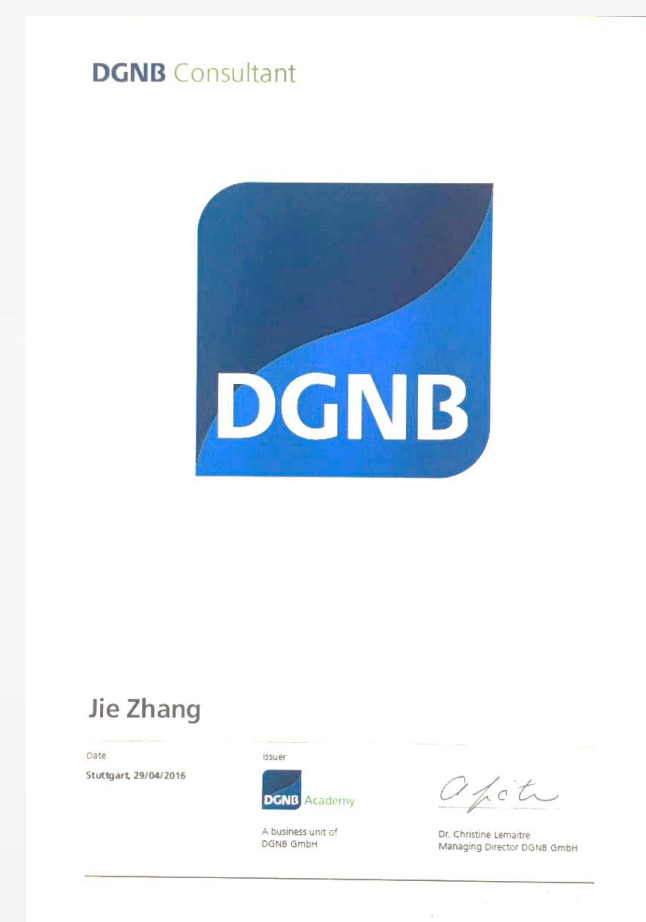 DGNB Consultant
DGNB
Jie Zhang
Date
Stuttgart, 29/04/2016
Issuer
DGNB Academy
A business unit of
DGNB GmbH
Dr. Christine Lemaitre
Managing Director DGNB GmbH